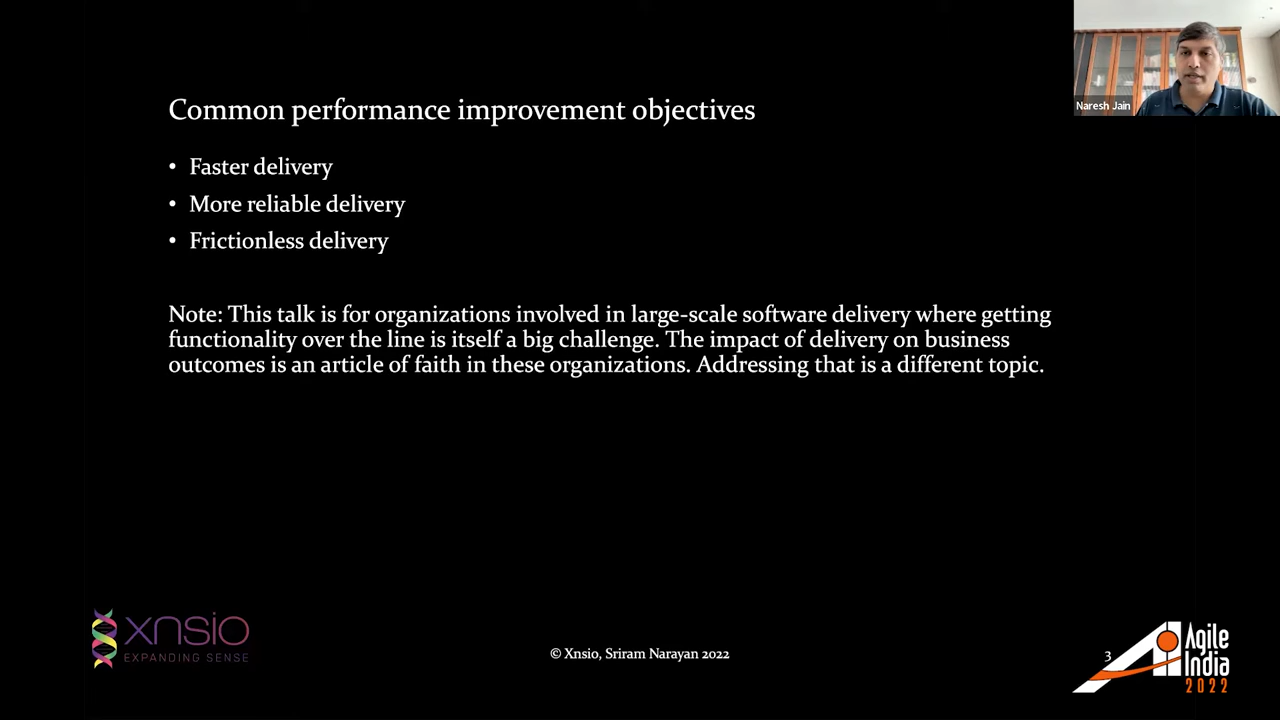 Common performance improvement objectives
• Faster delivery
• More reliable delivery
• Frictionless delivery
Note: This talk is for organizations involved in large-scale software delivery where getting
functionality over the line is itself a big challenge. The impact of delivery on business
outcomes is an article of faith in these organizations. Addressing that is a different topic.
Naresh Jain
xnsio
EXPANDING SENSE
© Xnsio, Sriram Narayan 2022
3
Agile
India
2022